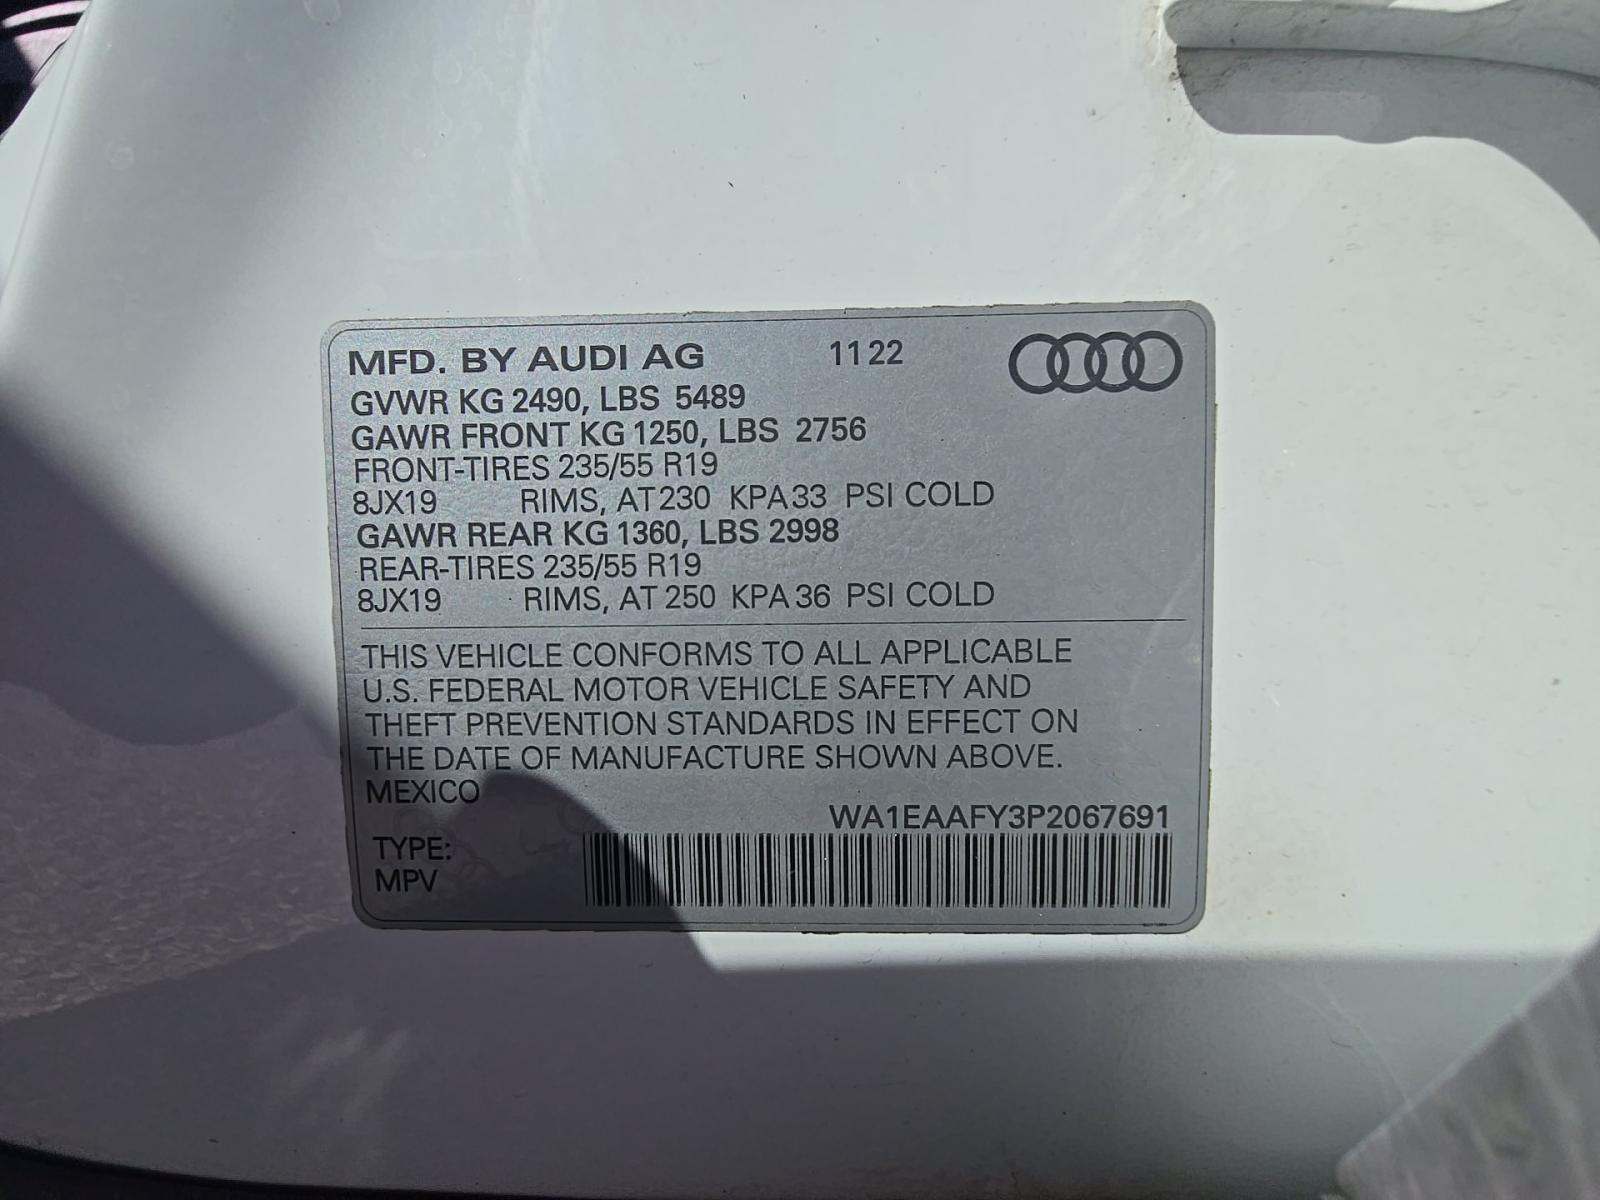 MFD. BY AUDI AG 11 22
GVWR KG 2490, LBS 5489
GAWR FRONT KG 1250, LBS 2756
FRONT-TIRES 235/55 R19
8JX19 RIMS, AT 230 KPA 33 PSI COLD
GAWR REAR KG 1360, LBS 2998
REAR-TIRES 235/55 R19
8JX19 RIMS, AT 250 KPA 36 PSI COLD
THIS VEHICLE CONFORMS TO ALL APPLICABLE
U.S. FEDERAL MOTOR VEHICLE SAFETY AND
THEFT PREVENTION STANDARDS IN EFFECT ON
THE DATE OF MANUFACTURE SHOWN ABOVE.
MEXICO
WA1EAAFY3P2067691
TYPE:
MPV